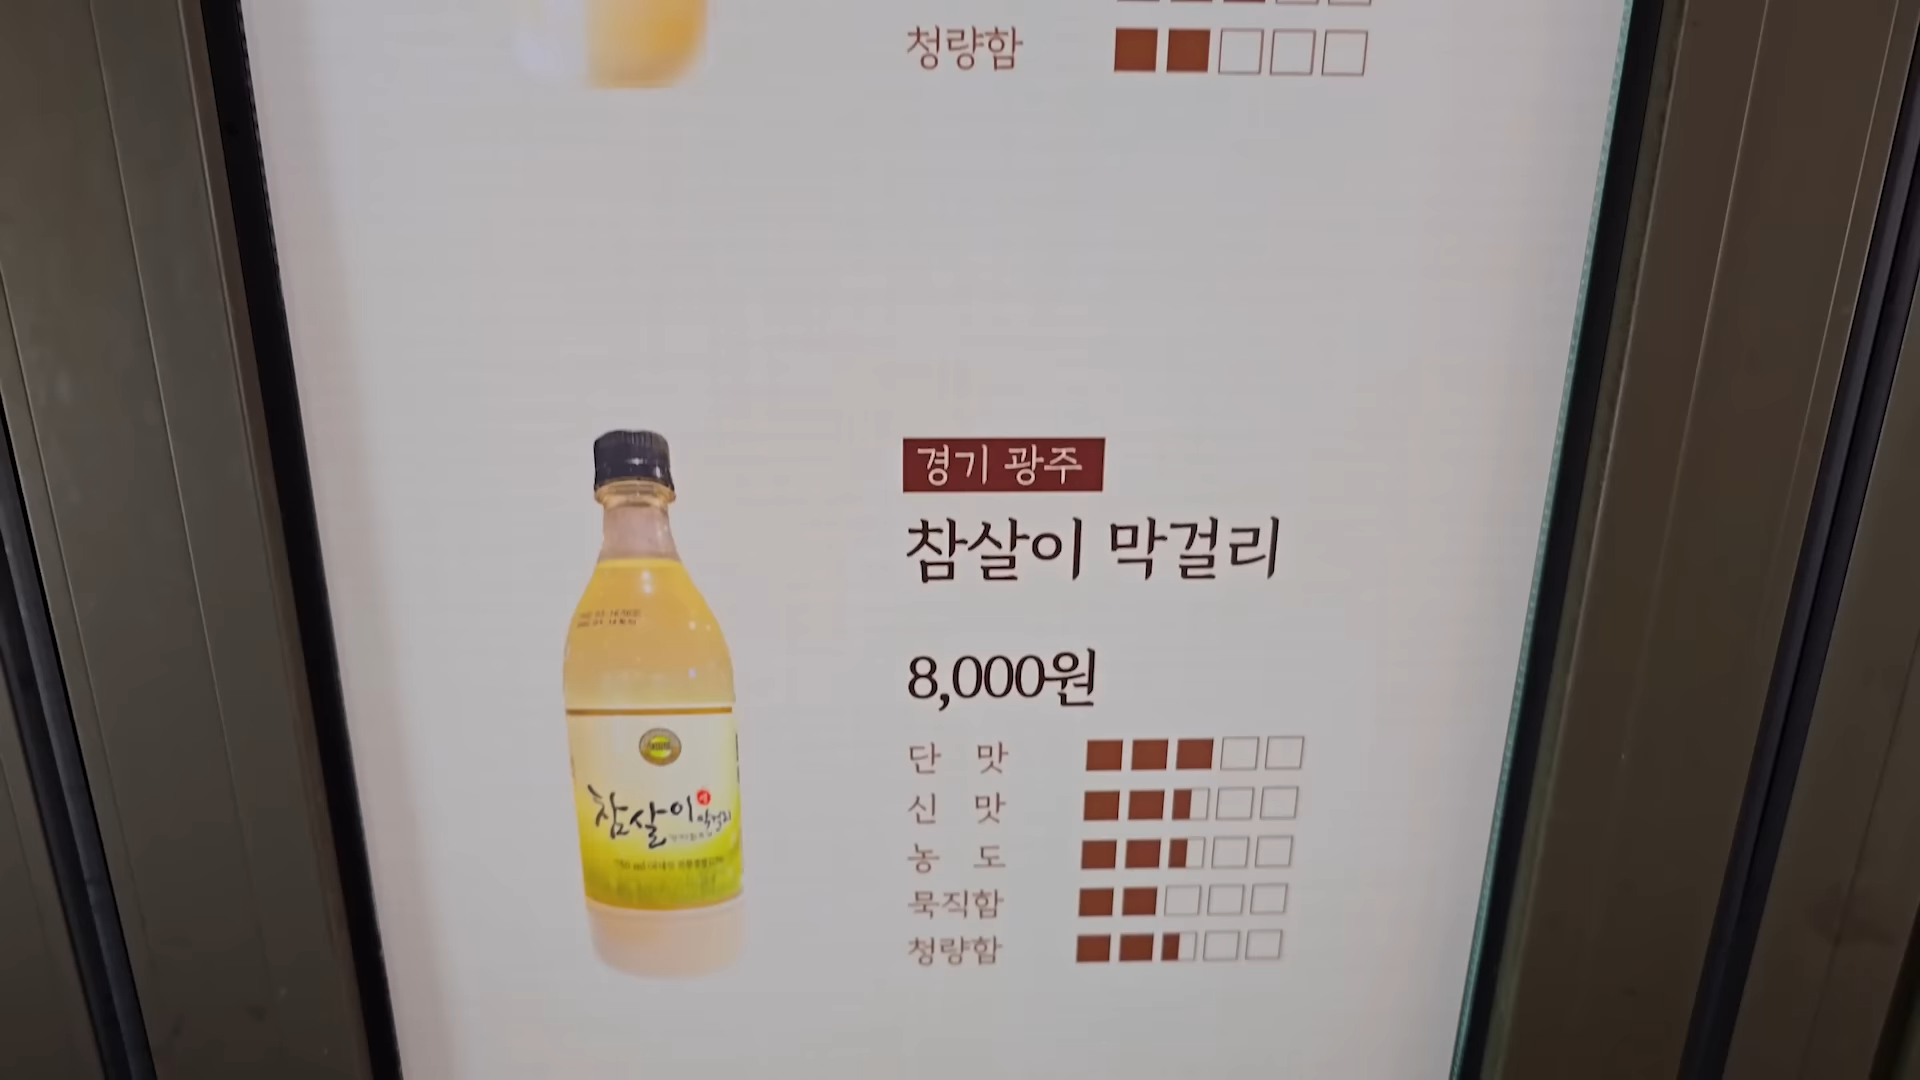 청량함
경기 광주
참살이 막걸리
8,000원
단 맛
신 맛
농 도
묵직함
청량함
참살이
막걸리